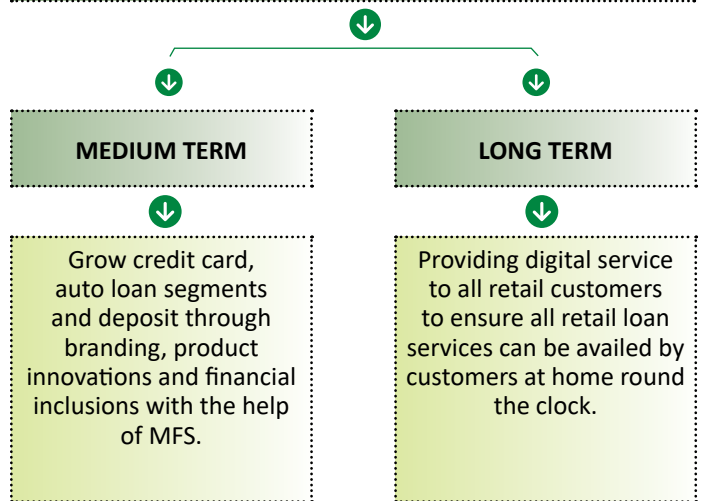 MEDIUM TERM
Grow credit card,
auto loan segments
and deposit through
branding, product
innovations and financial
inclusions with the help
of MFS.
LONG TERM
Providing digital service
to all retail customers
to ensure all retail loan
services can be availed by
customers at home round
the clock.